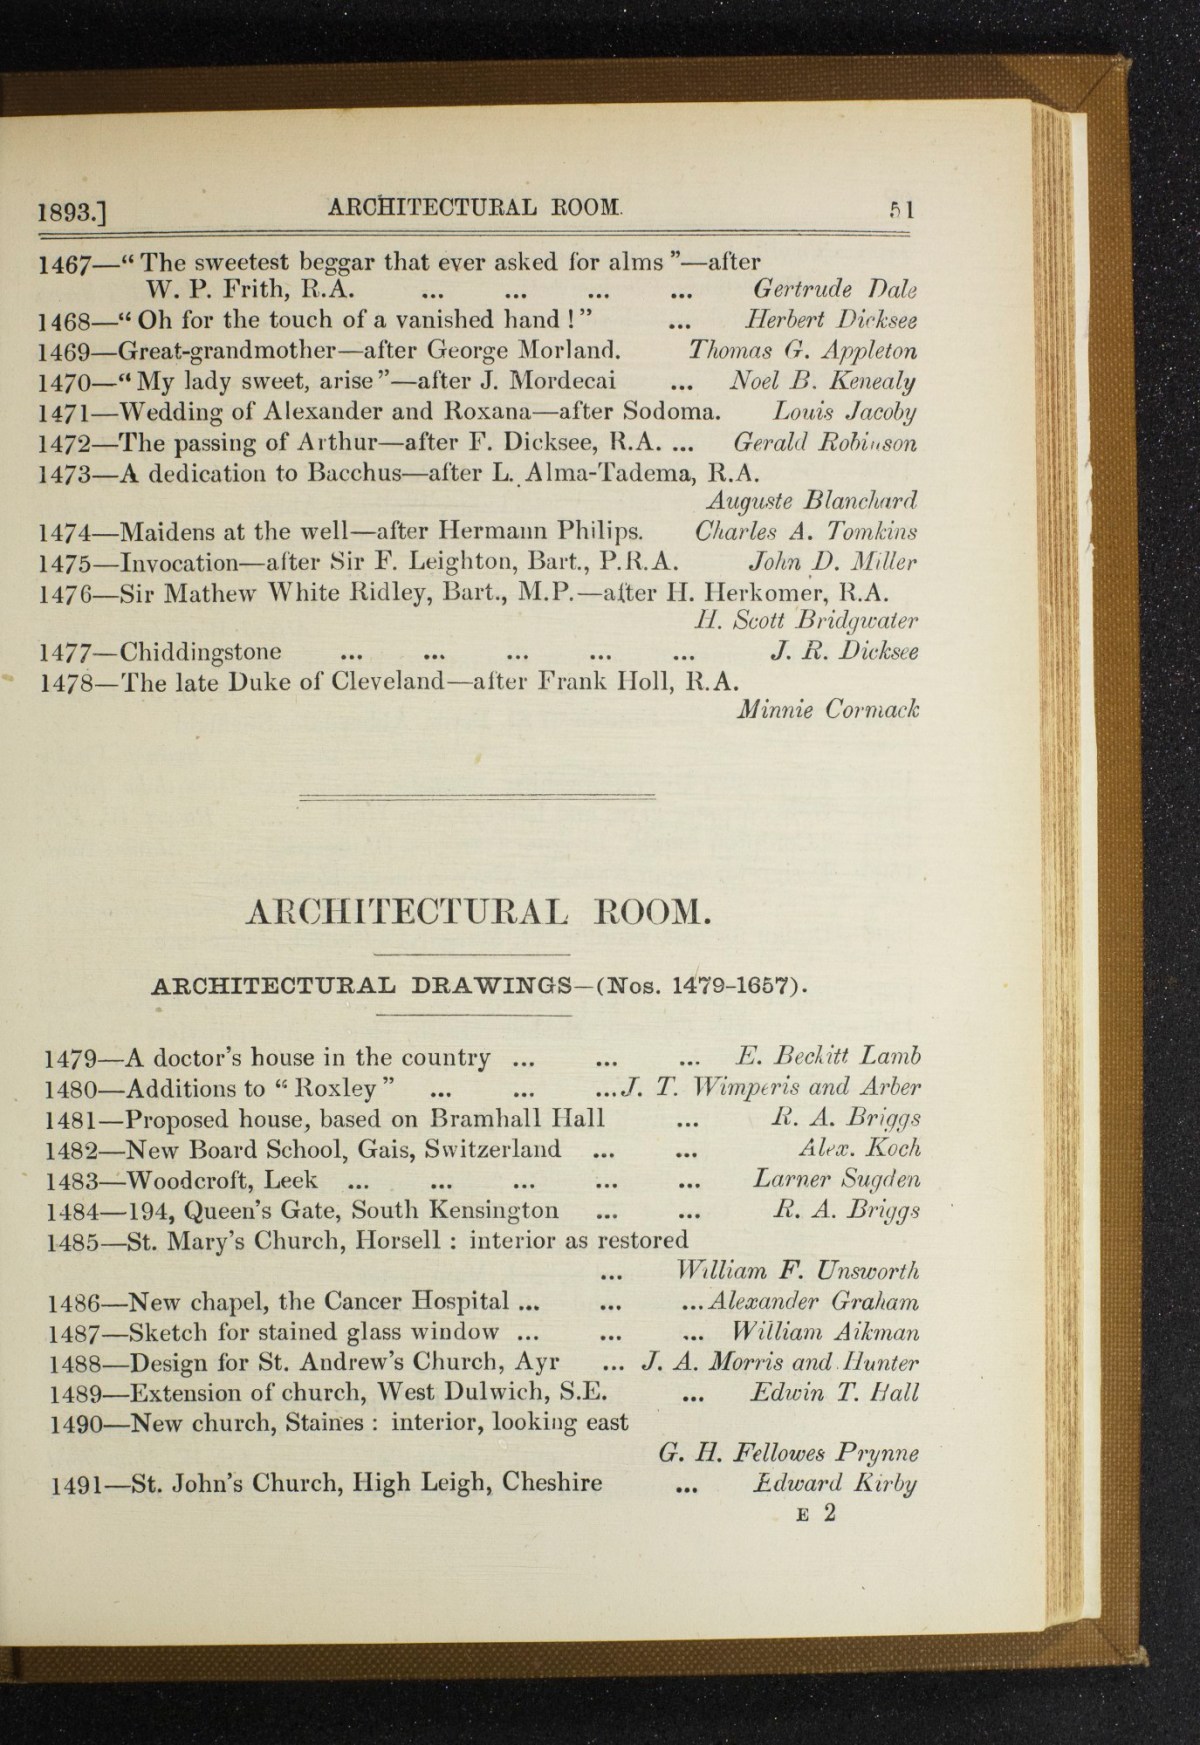 1893.] ARCHITECTURAL ROOM. 51
1467—“ The sweetest beggar that ever asked for alms ”—after
W. P. Frith, R.A. ... ... ... ... Gertrude Dale
1468—“ Oh for the touch of a vanished hand ! ” ... Herbert Dicksee
1469—Great-grandmother—after George Morland. Thomas G. Appleton
1470—“ My lady sweet, arise ”—after J. Mordecai ... Noel B. Kenealy
1471—Wedding of Alexander and Roxana—after Sodoma. Louis Jacoby
1472—The passing of Arthur—after F. Dicksee, R.A. ... Gerald Robinson
1473—A dedication to Bacchus—after L. Alma-Tadema, R.A.
Auguste Blanchard
1474—Maidens at the well—after Hermann Philips. Charles A. Tomkins
1475—Invocation—after Sir F. Leighton, Bart., P.R.A. John D. Miller
1476—Sir Mathew White Ridley, Bart., M.P.—after H. Herkomer, R.A.
H. Scott Bridgwater
1477—Chiddingstone ... ... ... ... ... J. R. Dicksee
1478—The late Duke of Cleveland—after Frank Holl, R.A.
Minnie Cormack
ARCHITECTURAL ROOM.
ARCHITECTURAL DRAWINGS—(Nos. 1479-1657).
1479—A doctor’s house in the country ... ... ... E. Beckitt Lamb
1480—Additions to “ Roxley ” ... ... ...J. T. Wimperis and Arber
1481—Proposed house, based on Bramhall Hall ... R. A. Briggs
1482—New Board School, Gais, Switzerland ... ... Alex. Koch
1483—Woodcroft, Leek ... ... ... ... ... Larner Sugden
1484—194, Queen’s Gate, South Kensington ... ... R. A. Briggs
1485—St. Mary’s Church, Horsell : interior as restored
... William F. Unsworth
1486—New chapel, the Cancer Hospital ... ... ...Alexander Graham
1487—Sketch for stained glass window ... ... ... William Aikman
1488—Design for St. Andrew’s Church, Ayr ... J. A. Morris and Hunter
1489—Extension of church, West Dulwich, S.E. ... Edwin T. Hall
1490—New church, Staines : interior, looking east
G. H. Fellowes Prynne
1491—St. John’s Church, High Leigh, Cheshire ... Edward Kirby
E 2